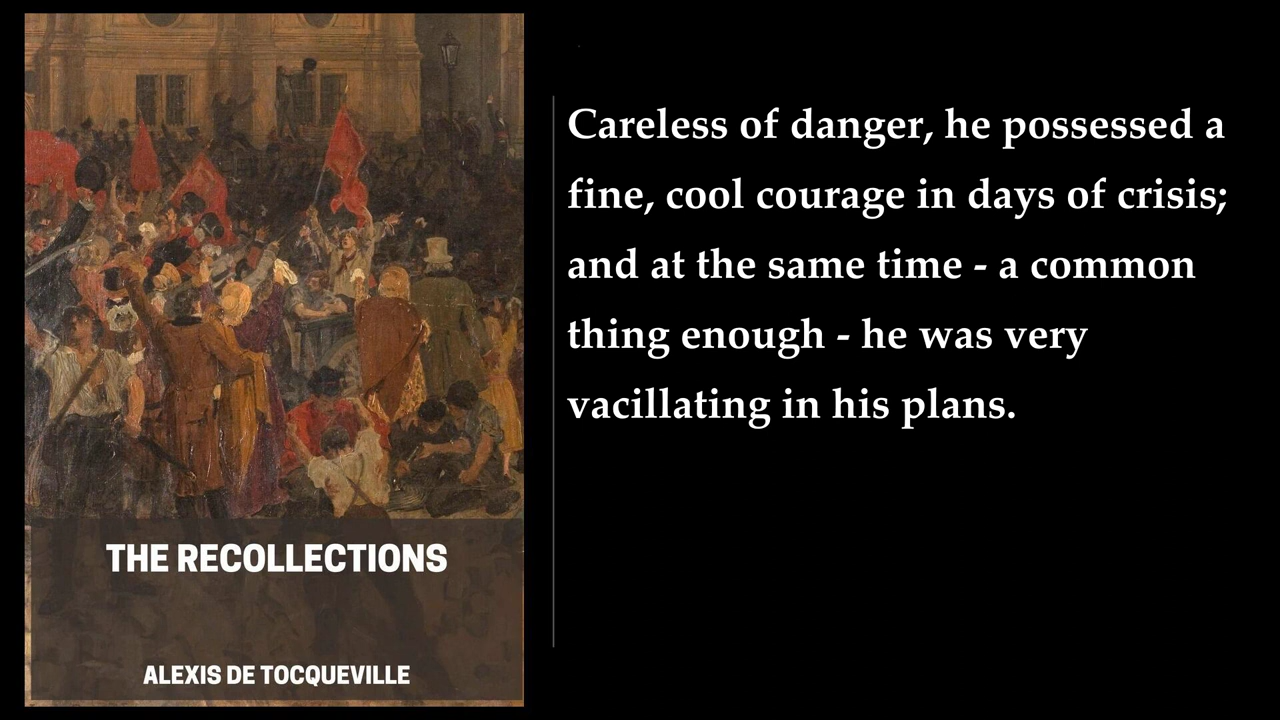 THE RECOLLECTIONS
ALEXIS DE TOCQUEVILLE
Careless of danger, he possessed a
fine, cool courage in days of crisis;
and at the same time - a common
thing enough - he was very
vacillating in his plans.